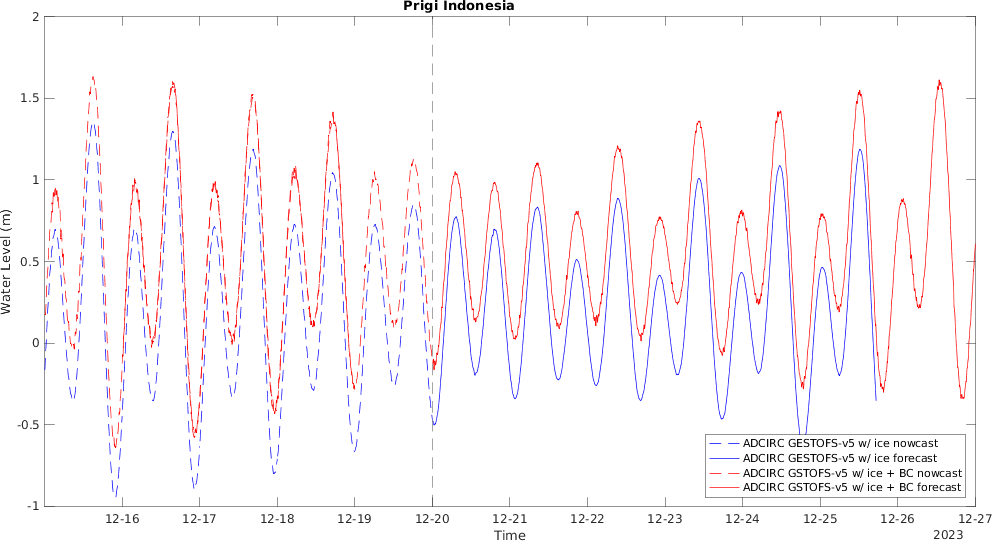 Prigi Indonesia
2
1.5
1
0.5
0
-0.5
-1
Water Level (m)
12-16 12-17 12-18 12-19 12-20 12-21 12-22 12-23 12-24 12-25 12-26 12-27
Time
2023
ADCIRC GESTOFS-v5 w/ ice nowcast
ADCIRC GESTOFS-v5 w/ ice forecast
ADCIRC GSTOFS-v5 w/ ice + BC nowcast
ADCIRC GSTOFS-v5 w/ ice + BC forecast